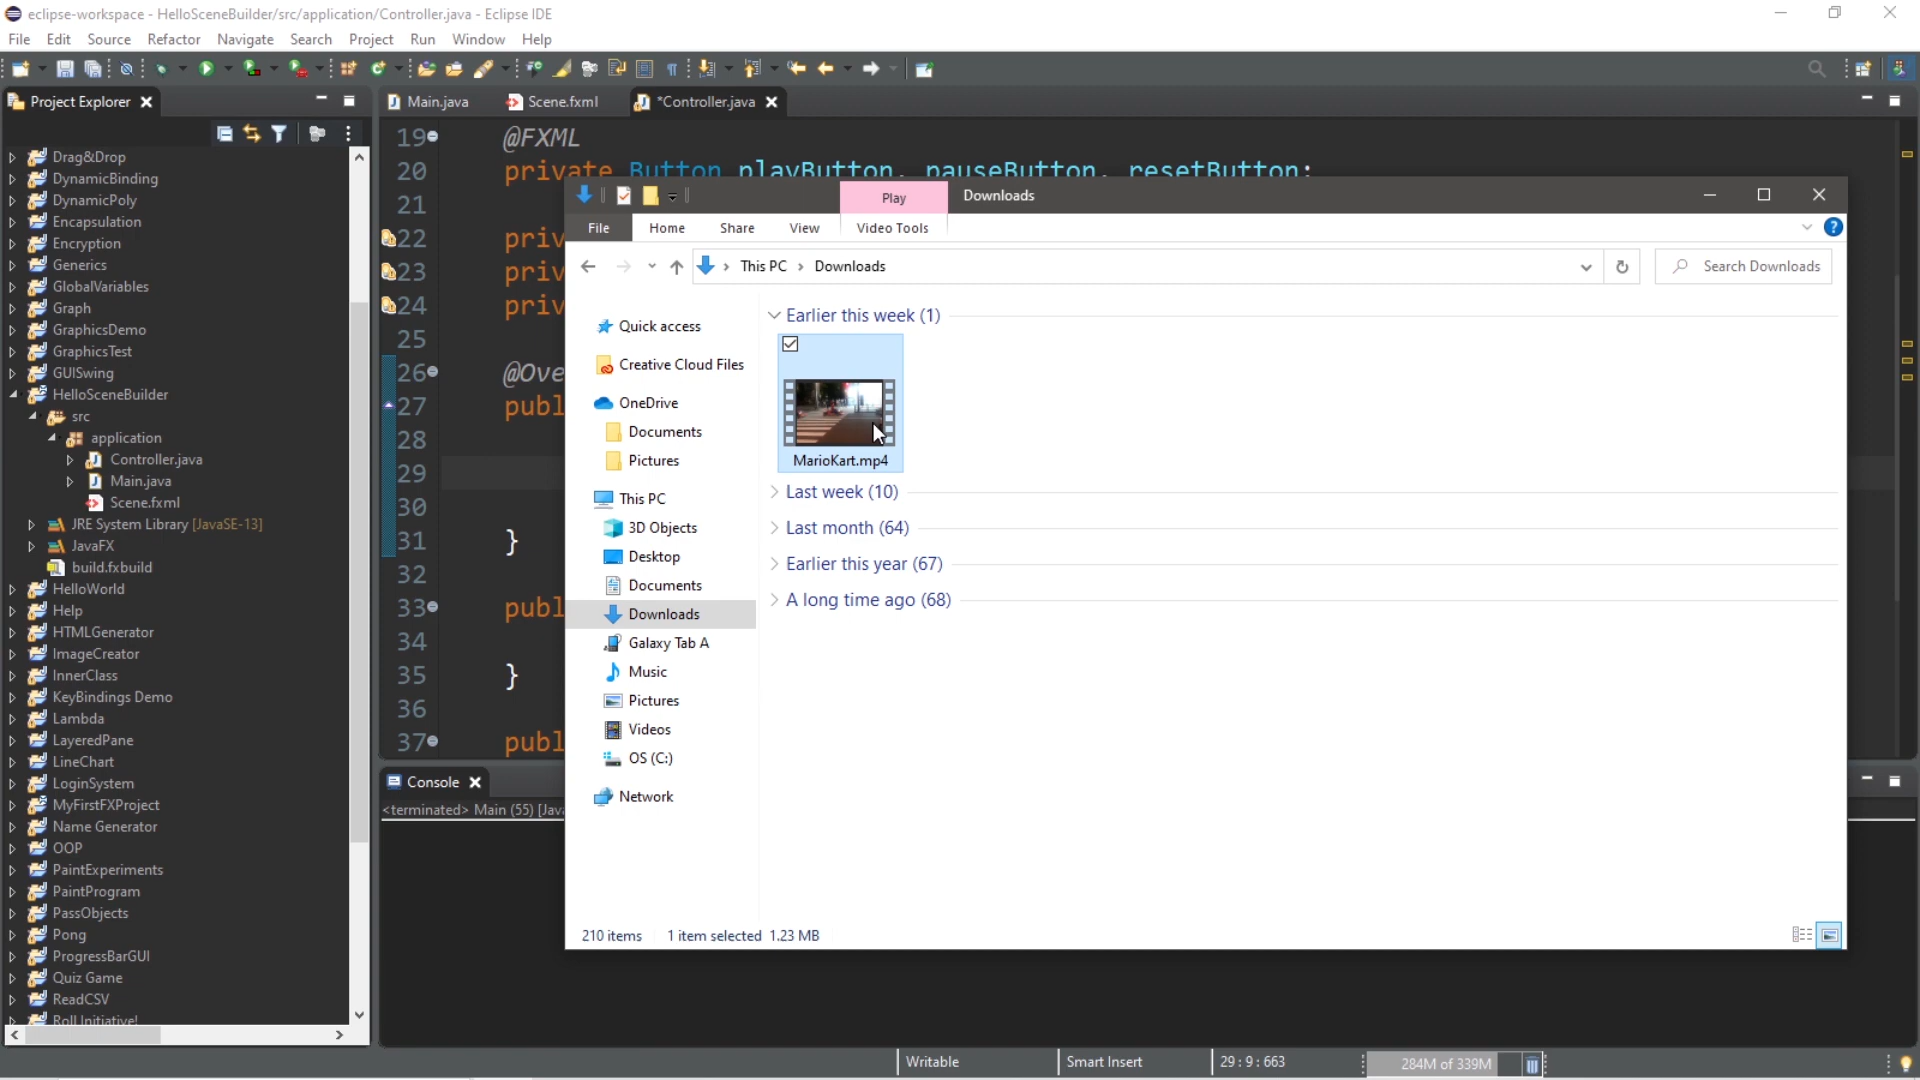 eclipse-workspace - HelloSceneBuilder/src/application/Controller.java - Eclipse IDE
File Edit Source Refactor Navigate Search Project Run Window Help
Project Explorer
Drag&Drop
DynamicBinding
DynamicPoly
Encapsulation
Encryption
Generics
GlobalVariables
Graph
GraphicsDemo
GraphicsTest
GUISwing
HelloSceneBuilder
src
application
Controller.java
Main.java
Scene.fxml
JRE System Library [JavaSE-13]
JavaFX
build.fxbuild
HelloWorld
Help
HTMLGenerator
ImageCreator
InnerClass
KeyBindings Demo
Lambda
LayeredPane
LineChart
LoginSystem
MyFirstFXProject
Name Generator
OOP
PaintExperiments
PaintProgram
PassObjects
Pong
ProgressBarGUI
Quiz Game
ReadCSV
RollInitiative!
Main.java Scene.fxml *Controller.java
19 @FXML
20 private Button playButton, pauseButton, resetButton;
21
22 priv
23 priv
24 priv
25
26 @Ove
27 publ
28
29
30
31 }
32
33 publ
34
35 }
36
37 publ
Console
<terminated> Main (55) [Java
Play Downloads
File Home Share View Video Tools
This PC Downloads
Search Downloads
Quick access
Creative Cloud Files
OneDrive
Documents
Pictures
This PC
3D Objects
Desktop
Documents
Downloads
Galaxy Tab A
Music
Pictures
Videos
OS (C:)
Network
Earlier this week (1)
MarioKart.mp4
Last week (10)
Last month (64)
Earlier this year (67)
A long time ago (68)
210 items 1 item selected 1.23 MB
Writable Smart Insert 29 : 9 : 663 284M of 339M